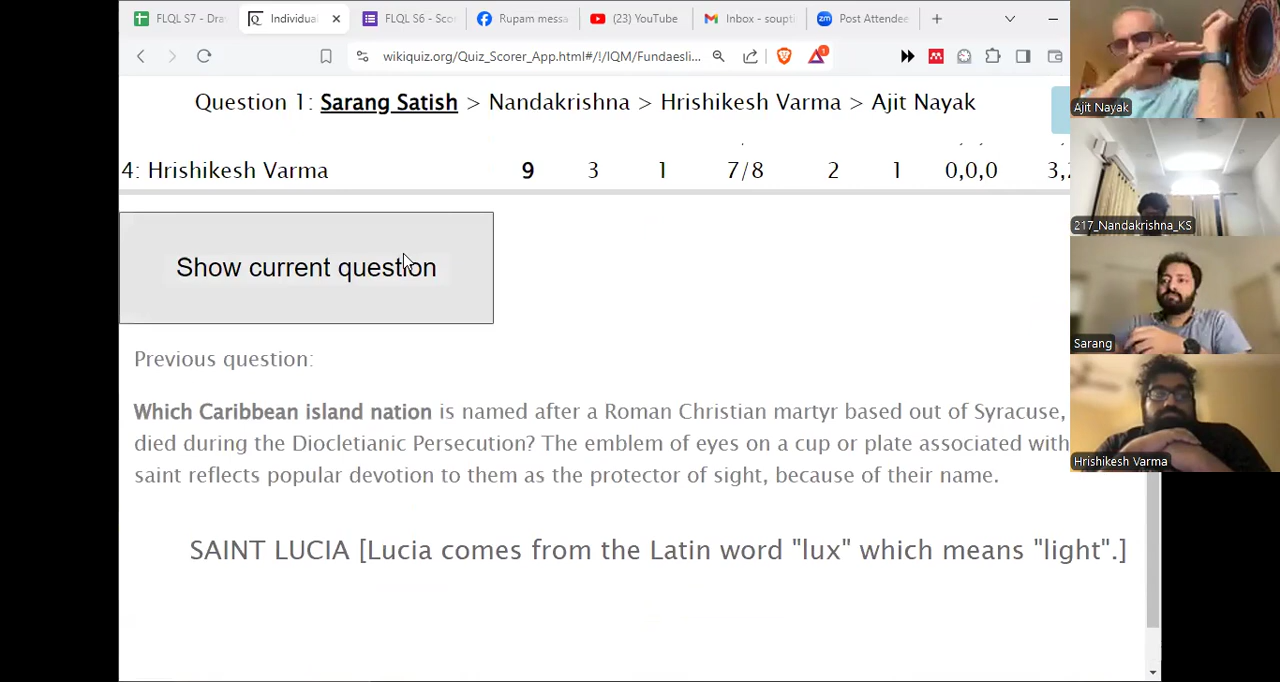 FLQL S7 - Dra
Individual
FLQL S6 - Sco
Rupam messa
(23) YouTube
Inbox - soupti
Post Attendee
wikiquiz.org/Quiz_Scorer_App.html#/!/IQM/Fundaesli...
Question 1: Sarang Satish > Nandakrishna > Hrishikesh Varma > Ajit Nayak
4: Hrishikesh Varma 9 3 1 7/8 2 1 0,0,0 3,2
Show current question
Previous question:
Which Caribbean island nation is named after a Roman Christian martyr based out of Syracuse,
died during the Diocletianic Persecution? The emblem of eyes on a cup or plate associated with
saint reflects popular devotion to them as the protector of sight, because of their name.
SAINT LUCIA [Lucia comes from the Latin word "lux" which means "light".]
Ajit Nayak
217_Nandakrishna_KS
Sarang
Hrishikesh Varma